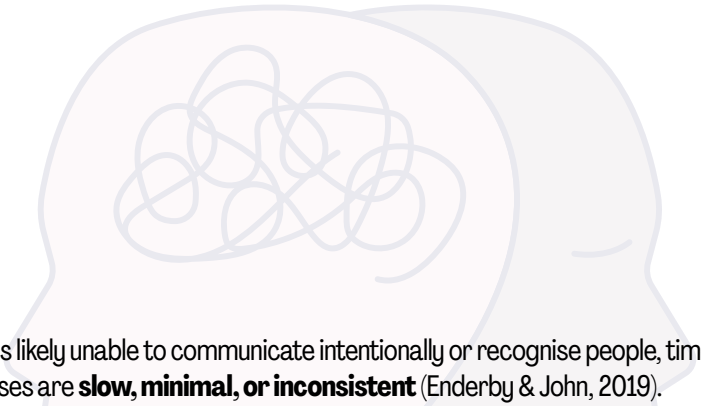 s likely unable to communicate intentionally or recognise people, tim
ses are slow, minimal, or inconsistent (Enderby & John, 2019).